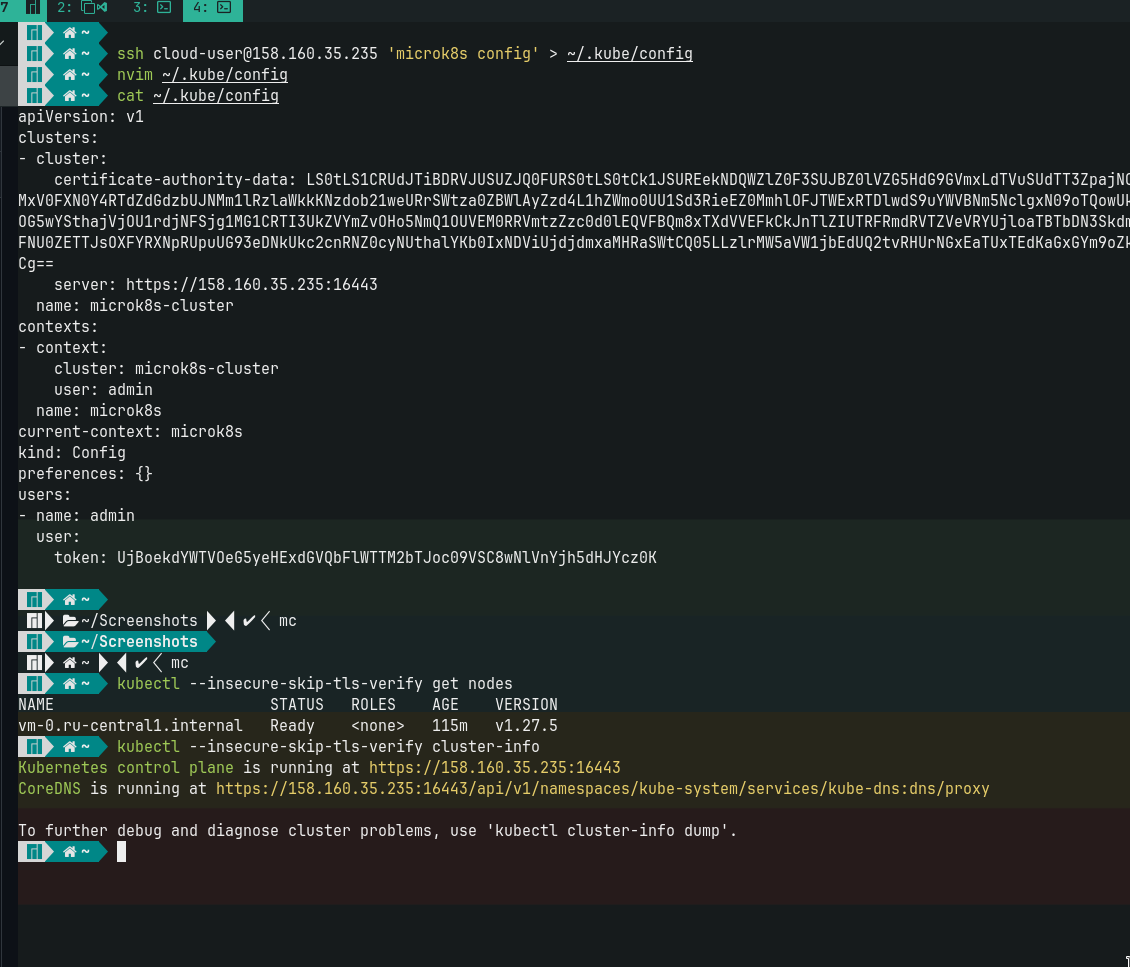 7 2: 3: 4:
~
~ ssh cloud-user@158.160.35.235 'microk8s config' > ~/.kube/config
~ nvim ~/.kube/config
~ cat ~/.kube/config
apiVersion: v1
clusters:
- cluster:
certificate-authority-data:
Cg==
server: https://158.160.35.235:16443
name: microk8s-cluster
contexts:
- context:
cluster: microk8s-cluster
user: admin
name: microk8s
current-context: microk8s
kind: Config
preferences: {}
users:
- name: admin
user:
token: UjBoekdYWTVOeG5yeHExdGVQbFlWTTM2bTJoc09VSC8wNlVnYjh5dHJYcz0K
~
~/Screenshots ✔ mc
~/Screenshots
~ ✔ mc
~ kubectl --insecure-skip-tls-verify get nodes
NAME STATUS ROLES AGE VERSION
vm-0.ru-central1.internal Ready <none> 115m v1.27.5
~ kubectl --insecure-skip-tls-verify cluster-info
Kubernetes control plane is running at https://158.160.35.235:16443
CoreDNS is running at https://158.160.35.235:16443/api/v1/namespaces/kube-system/services/kube-dns:dns/proxy
To further debug and diagnose cluster problems, use 'kubectl cluster-info dump'.
~